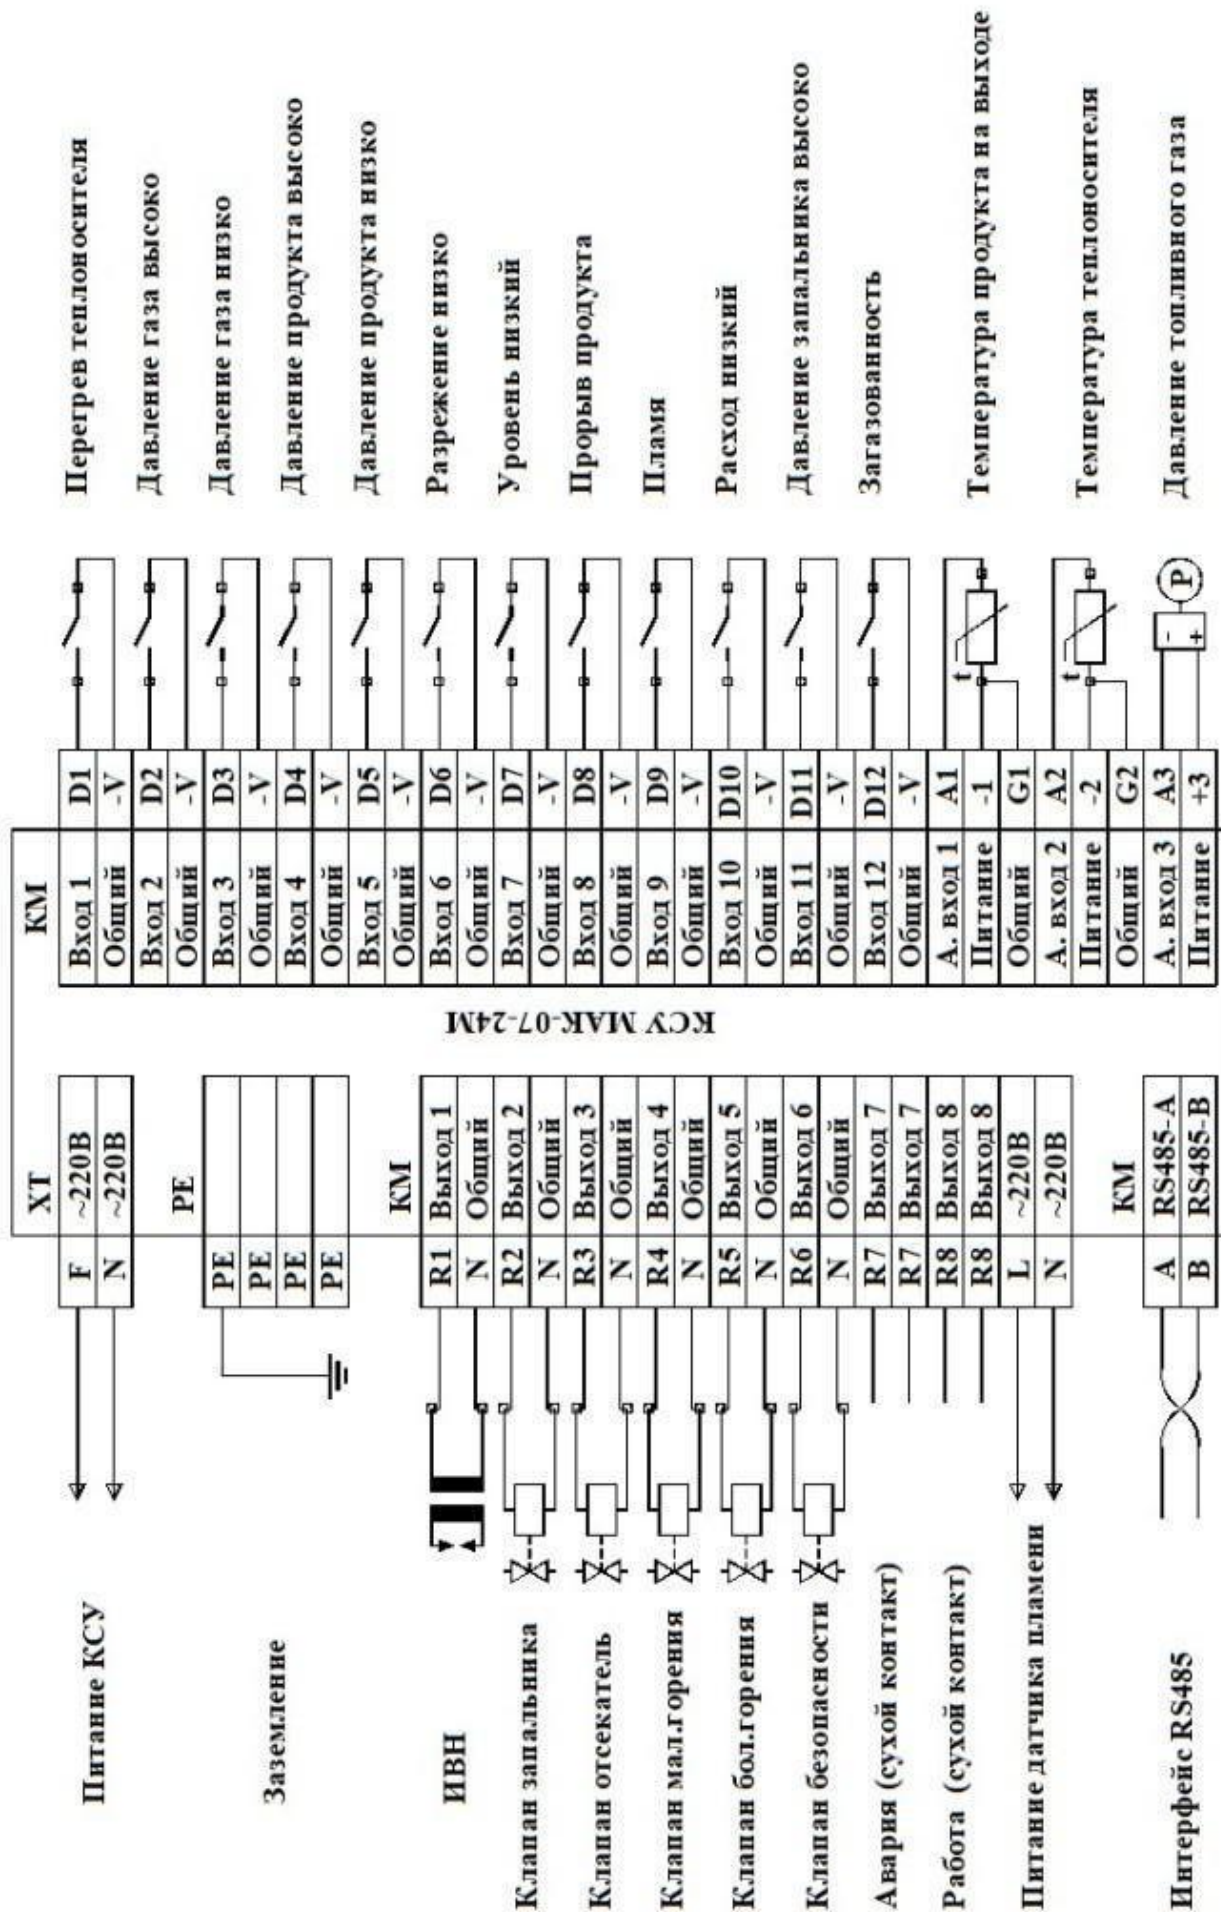 ХТ
F ~220В
N ~220В
Питание КСУ
PE
PE
PE
PE
PE
Заземление
КМ
R1 Выход 1
N Общий
R2 Выход 2
N Общий
R3 Выход 3
N Общий
R4 Выход 4
N Общий
R5 Выход 5
N Общий
R6 Выход 6
N Общий
R7 Выход 7
R7 Выход 7
R8 Выход 8
R8 Выход 8
L ~220В
N ~220В
ИВН
Клапан запальника
Клапан отсекатель
Клапан мал.горения
Клапан бол.горения
Клапан безопасности
Авария (сухой контакт)
Работа (сухой контакт)
Питание датчика пламени
КМ
A RS485-A
B RS485-B
Интерфейс RS485
КСУ МАК-07-24М
КМ
Вход 1 D1
Общий -V
Вход 2 D2
Общий -V
Вход 3 D3
Общий -V
Вход 4 D4
Общий -V
Вход 5 D5
Общий -V
Вход 6 D6
Общий -V
Вход 7 D7
Общий -V
Вход 8 D8
Общий -V
Вход 9 D9
Общий -V
Вход 10 D10
Общий -V
Вход 11 D11
Общий -V
Вход 12 D12
Общий -V
А. вход 1 A1
Питание -1
Общий G1
А. вход 2 A2
Питание -2
Общий G2
А. вход 3 A3
Питание +3
Перегрев теплоносителя
Давление газа высоко
Давление газа низко
Давление продукта высоко
Давление продукта низко
Разрежение низко
Уровень низкий
Прорыв продукта
Пламя
Расход низкий
Давление запальника высоко
Загазованность
t
Температура продукта на выходе
t
Температура теплоносителя
- P
+
Давление топливного газа